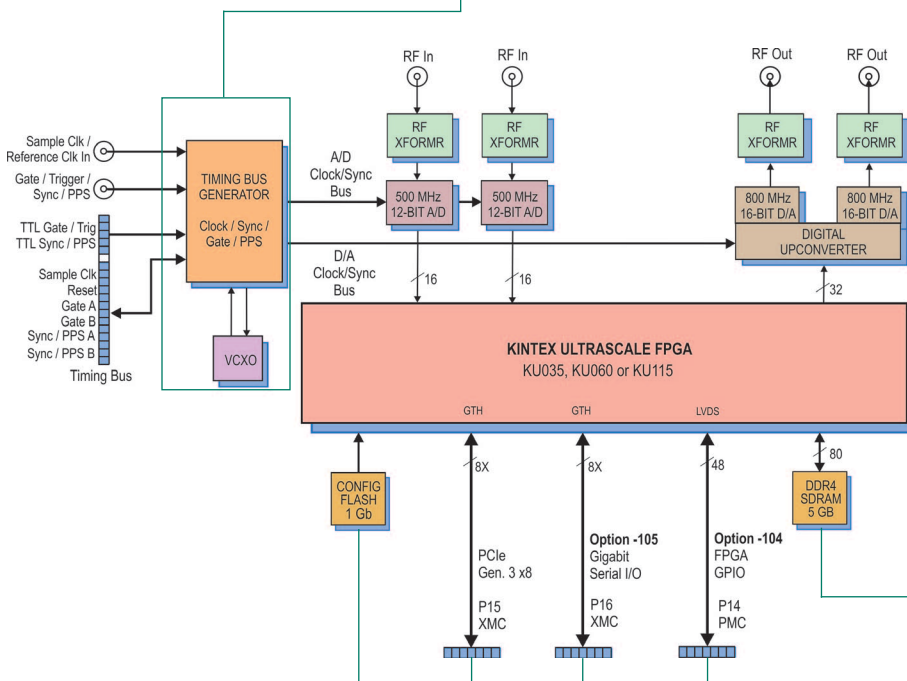 RF In
RF In
RF Out
RF Out
Sample Clk /
Reference Clk In
Gate / Trigger /
Sync / PPS
TTL Gate / Trig
TTL Sync / PPS
Sample Clk
Reset
Gate A
Gate B
Sync / PPS A
Sync / PPS B
Timing Bus
TIMING BUS
GENERATOR
Clock / Sync /
Gate / PPS
VCXO
A/D
Clock/Sync
Bus
D/A
Clock/Sync
Bus
RF
XFORMR
RF
XFORMR
500 MHz
12-BIT A/D
500 MHz
12-BIT A/D
16
16
RF
XFORMR
RF
XFORMR
800 MHz
16-BIT D/A
800 MHz
16-BIT D/A
DIGITAL
UPCONVERTER
32
KINTEX ULTRASCALE FPGA
KU035, KU060 or KU115
GTH
GTH
LVDS
CONFIG
FLASH
1 Gb
8X
8X
48
80
DDR4
SDRAM
5 GB
PCIe
Gen. 3 x8
P15
XMC
Option -105
Gigabit
Serial I/O
P16
XMC
Option -104
FPGA
GPIO
P14
PMC